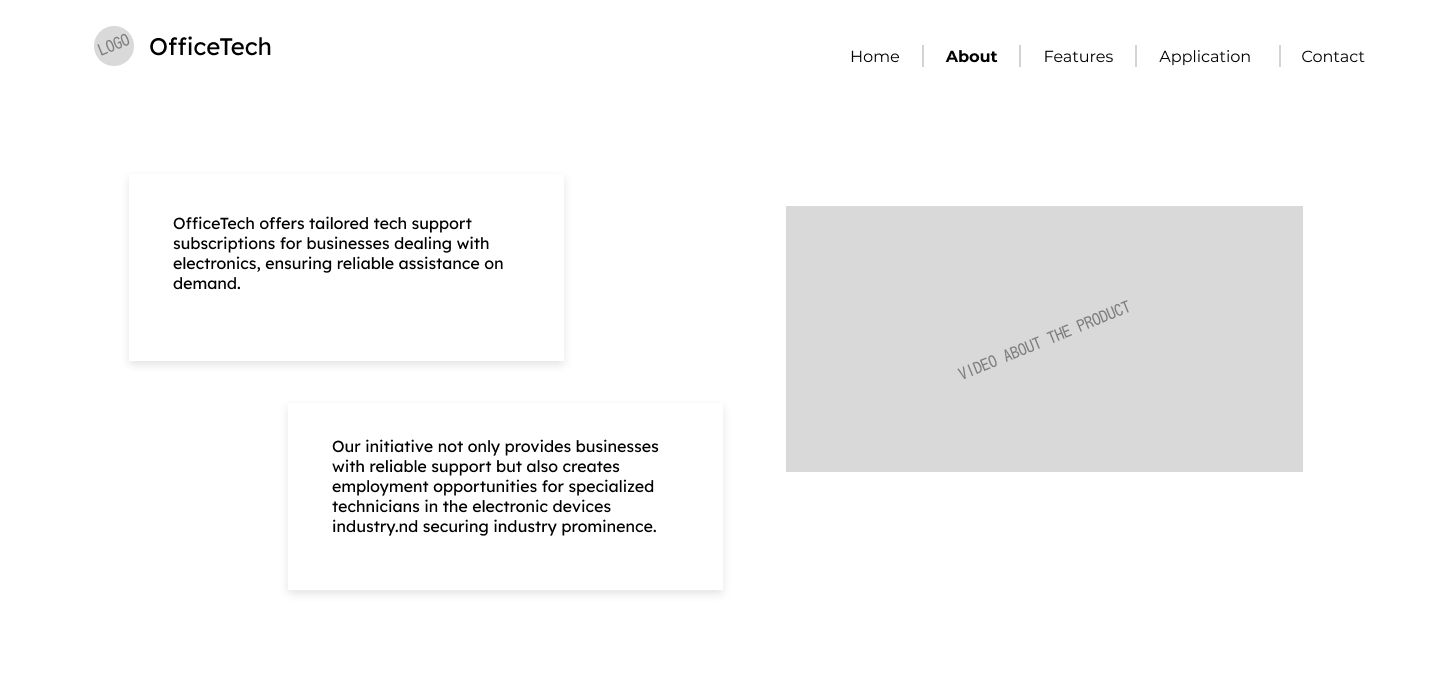 LOGO
OfficeTech
Home
About
Features
Application
Contact
OfficeTech offers tailored tech support
subscriptions for businesses dealing with
electronics, ensuring reliable assistance on
demand.
VIDEO ABOUT THE PRODUCT
Our initiative not only provides businesses
with reliable support but also creates
employment opportunities for specialized
technicians in the electronic devices
industry.nd securing industry prominence.